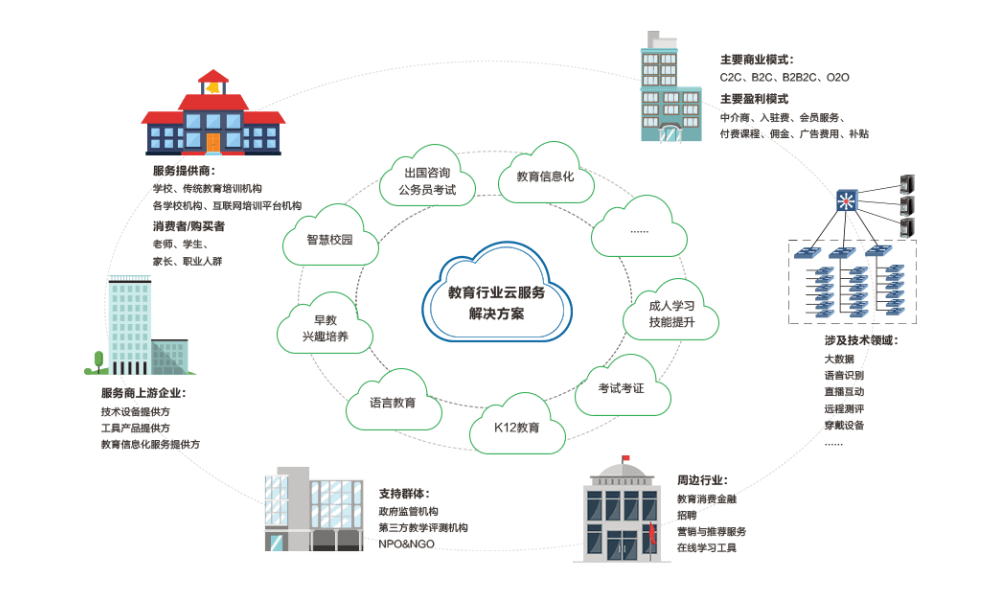 主要商业模式：
C2C、B2C、B2B2C、O2O
主要盈利模式
中介商、入驻费、会员服务、
付费课程、佣金、广告费用、补贴
服务提供商：
学校、传统教育培训机构
各学校机构、互联网培训平台机构
消费者/购买者
老师、学生、
家长、职业人群
出国咨询
公务员考试
教育信息化
智慧校园
......
教育行业云服务
解决方案
早教
兴趣培养
成人学习
技能提升
语言教育
考试考证
K12教育
涉及技术领域：
大数据
语音识别
直播互动
远程测评
穿戴设备
......
服务商上游企业：
技术设备提供方
工具产品提供方
教育信息化服务提供方
支持群体：
政府监管机构
第三方教学评测机构
NPO&NGO
周边行业：
教育消费金融
招聘
营销与推荐服务
在线学习工具